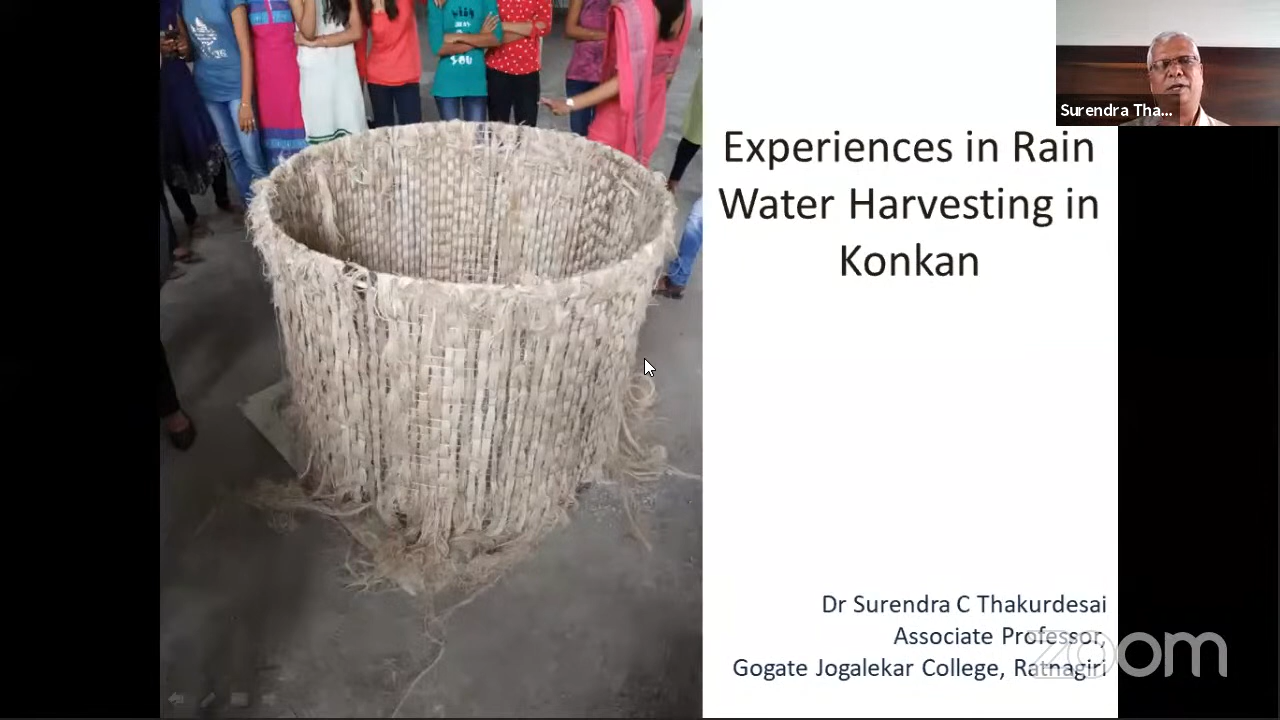 Surendra Tha...
Experiences in Rain
Water Harvesting in
Konkan
Dr Surendra C Thakurdesai
Associate Professor,
Gogate Jogalekar College, Ratnagiri
zoom
YOU